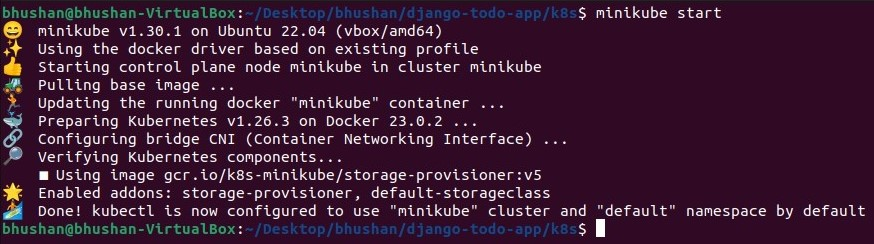 bhushan@bhushan-VirtualBox:~/Desktop/bhushan/django-todo-app/k8s$ minikube start
😄 minikube v1.30.1 on Ubuntu 22.04 (vbox/amd64)
✨ Using the docker driver based on existing profile
👍 Starting control plane node minikube in cluster minikube
🚜 Pulling base image ...
🏃 Updating the running docker "minikube" container ...
🐳 Preparing Kubernetes v1.26.3 on Docker 23.0.2 ...
🔗 Configuring bridge CNI (Container Networking Interface) ...
🔎 Verifying Kubernetes components...
■ Using image gcr.io/k8s-minikube/storage-provisioner:v5
🌟 Enabled addons: storage-provisioner, default-storageclass
🏄 Done! kubectl is now configured to use "minikube" cluster and "default" namespace by default
bhushan@bhushan-VirtualBox:~/Desktop/bhushan/django-todo-app/k8s$